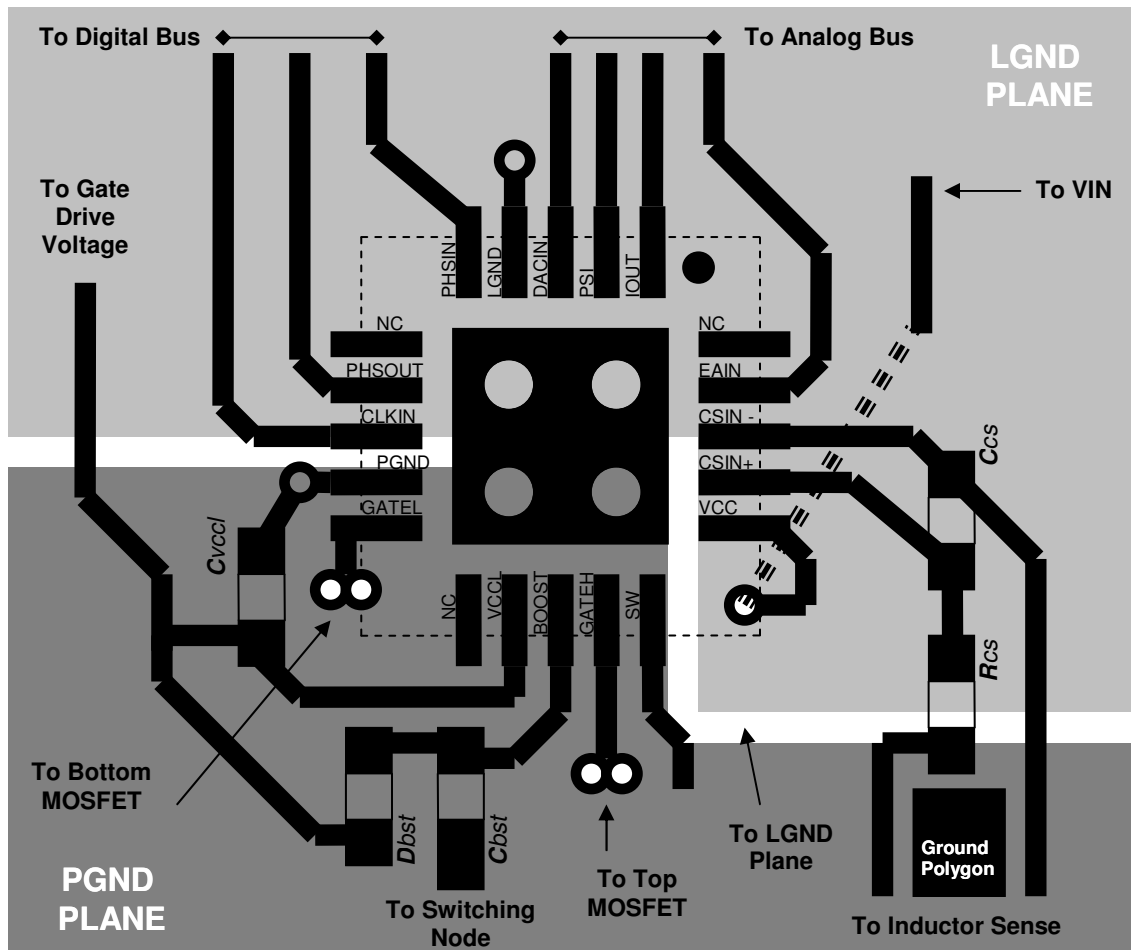 To Digital Bus
To Analog Bus
LGND
PLANE
To Gate
Drive
Voltage
To VIN
PHSIN
LGND
DACIN
PSI
IOUT
NC
NC
PHSOUT
EAIN
CLKIN
CSIN -
PGND
CSIN+
GATEL
VCC
Ccs
Cvccl
NC
VCCL
BOOST
GATEH
SW
Rcs
To Bottom
MOSFET
Dbst
Cbst
To LGND
Plane
Ground
Polygon
PGND
PLANE
To Top
MOSFET
To Switching
Node
To Inductor Sense